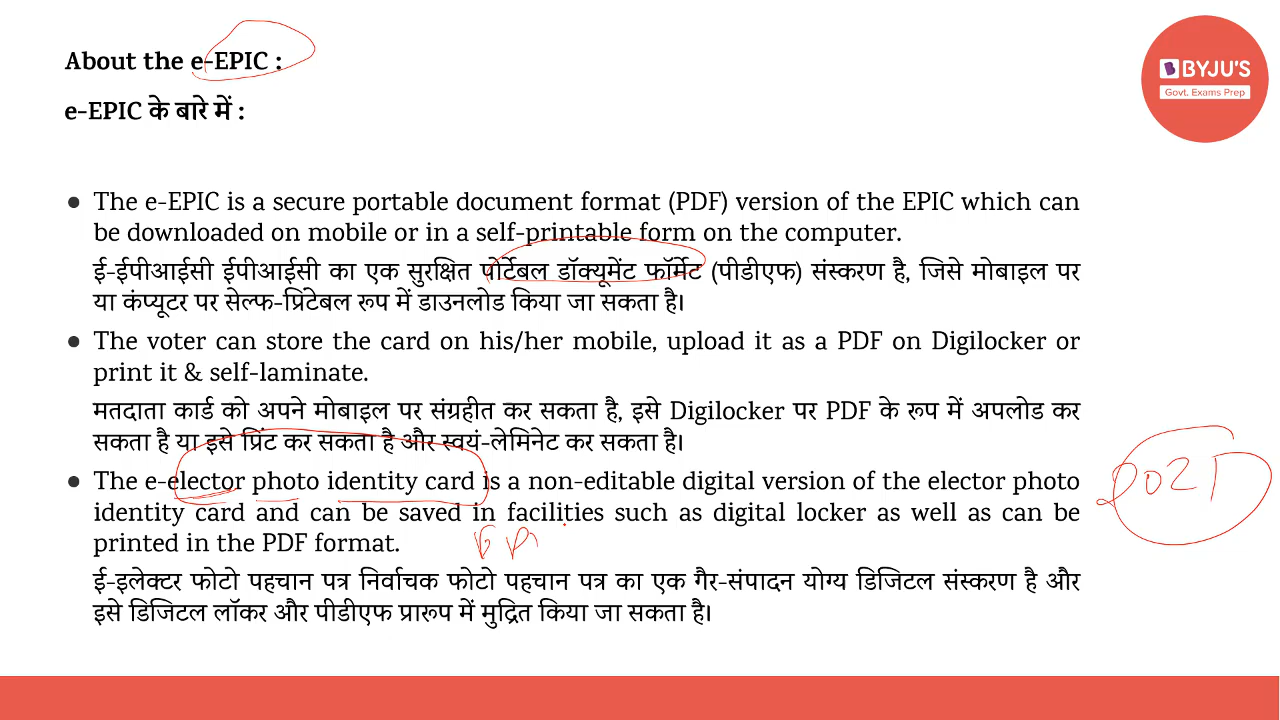 About the e-EPIC :
BYJU'S
Govt. Exams Prep
e-EPIC के बारे में :
● The e-EPIC is a secure portable document format (PDF) version of the EPIC which can
be downloaded on mobile or in a self-printable form on the computer.
ई-ईपीआईसी ईपीआईसी का एक सुरक्षित पोर्टेबल डॉक्यूमेंट फॉर्मेट (पीडीएफ) संस्करण है, जिसे मोबाइल पर
या कंप्यूटर पर सेल्फ-प्रिंटेबल रूप में डाउनलोड किया जा सकता है।
● The voter can store the card on his/her mobile, upload it as a PDF on Digilocker or
print it & self-laminate.
मतदाता कार्ड को अपने मोबाइल पर संग्रहीत कर सकता है, इसे Digilocker पर PDF के रूप में अपलोड कर
सकता है या इसे प्रिंट कर सकता है और स्वयं-लेमिनेट कर सकता है।
● The e-elector photo identity card is a non-editable digital version of the elector photo
identity card and can be saved in facilities such as digital locker as well as can be
printed in the PDF format.
2021
ई-इलेक्टर फोटो पहचान पत्र निर्वाचक फोटो पहचान पत्र का एक गैर-संपादन योग्य डिजिटल संस्करण है और
इसे डिजिटल लॉकर और पीडीएफ प्रारूप में मुद्रित किया जा सकता है।